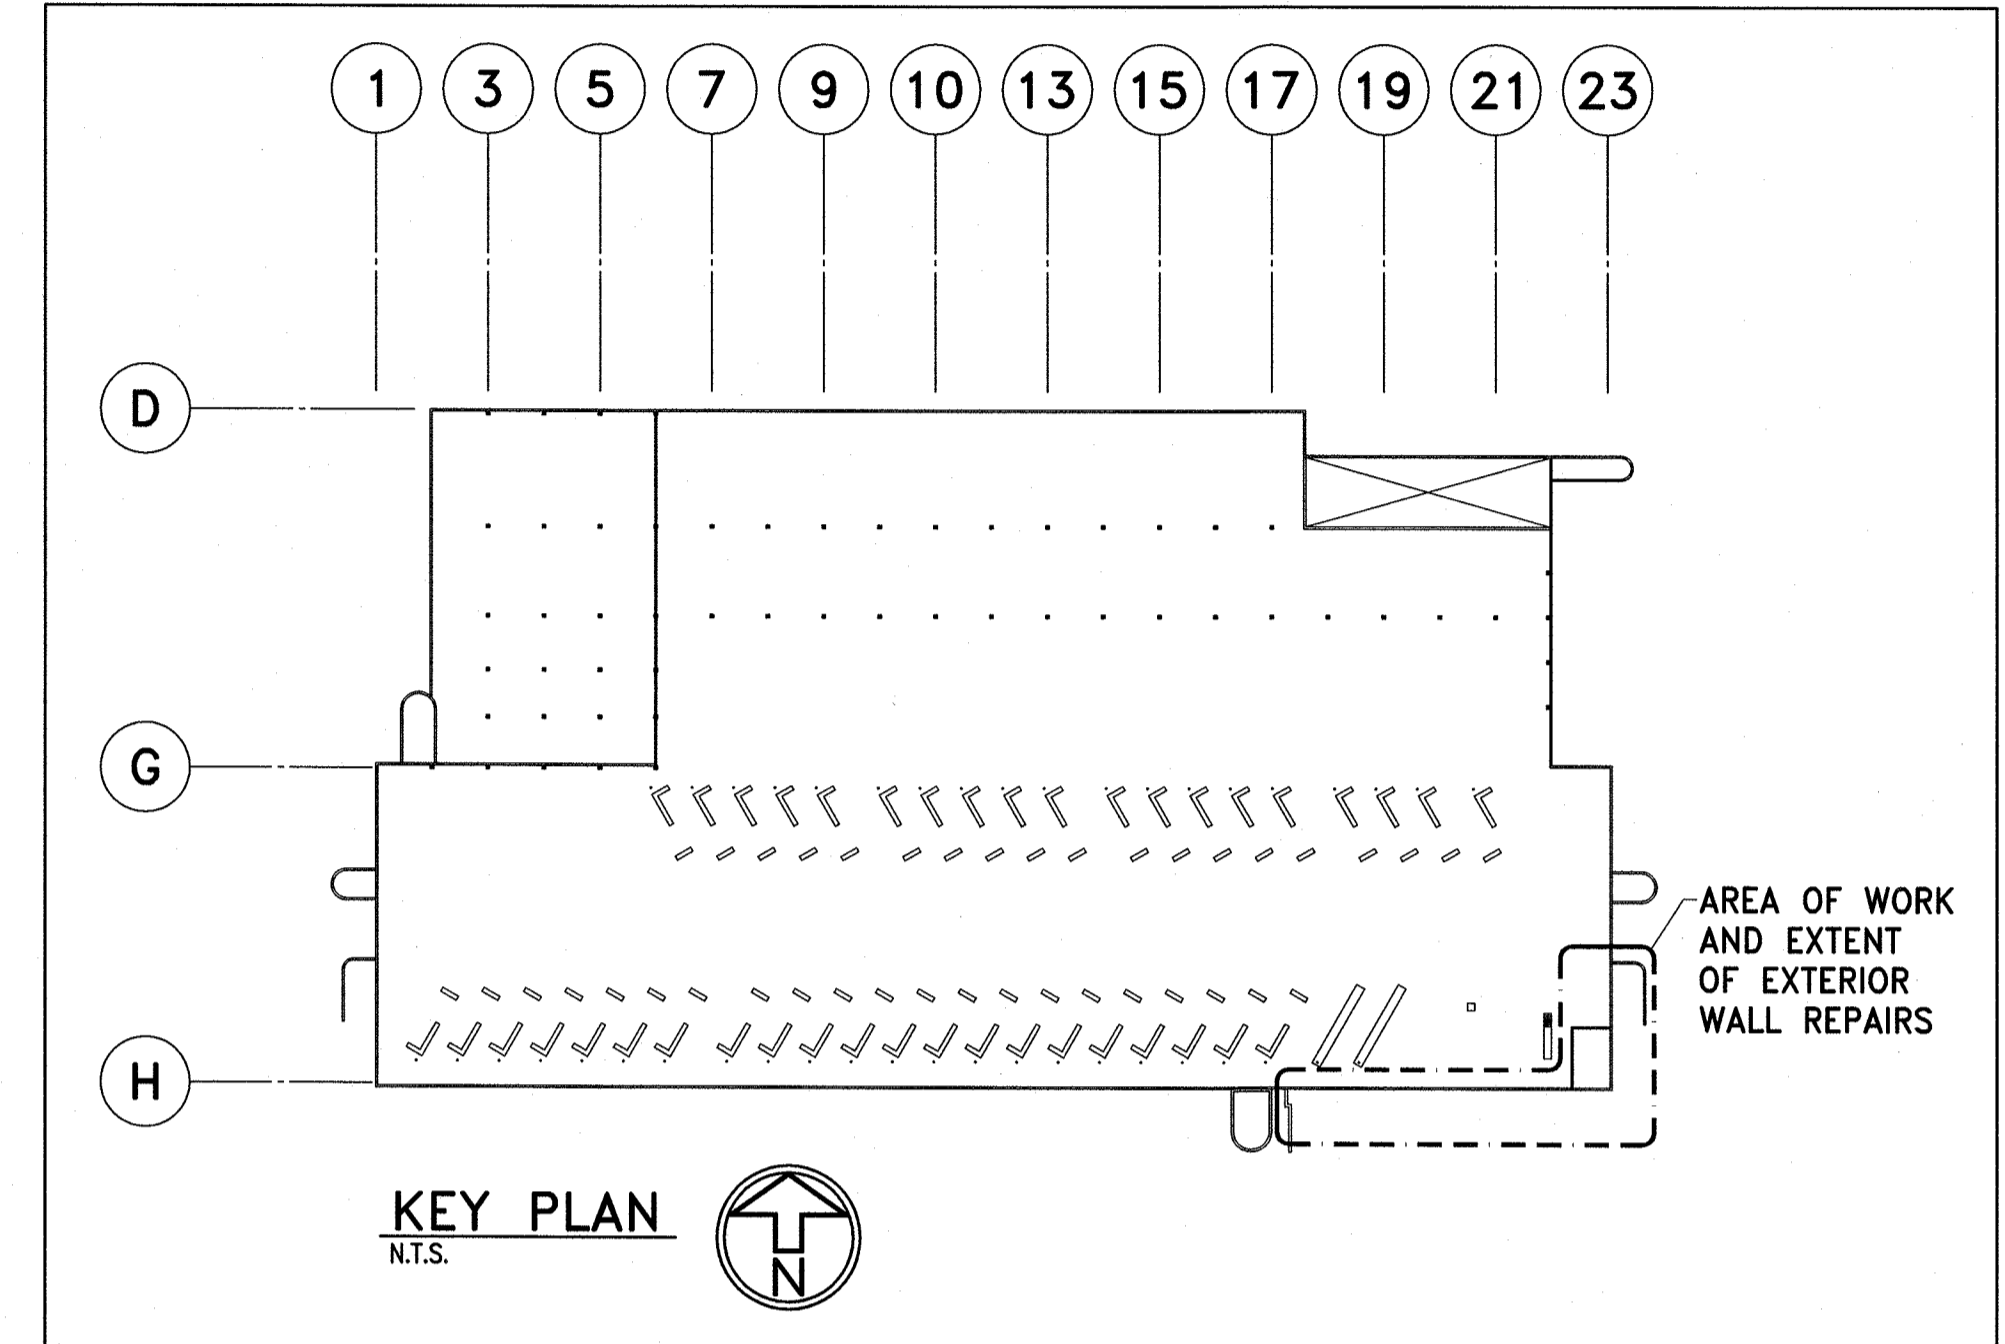 1 3 5 7 9 10 13 15 17 19 21 23
D
G
AREA OF WORK
AND EXTENT
OF EXTERIOR
WALL REPAIRS
H
KEY PLAN
N.T.S.
N